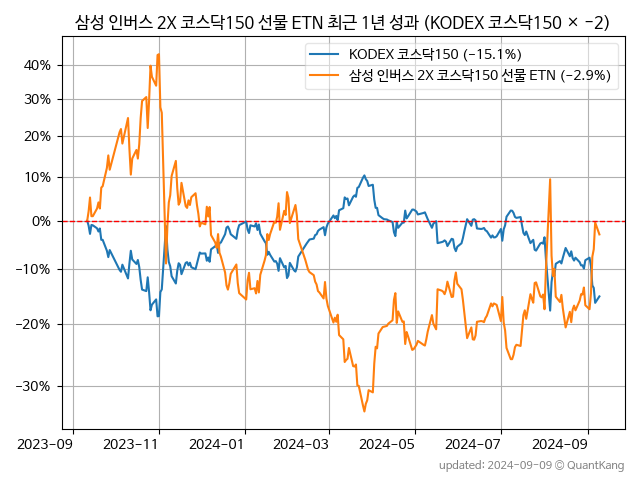 삼성 인버스 2X 코스닥150 선물 ETN 최근 1년 성과 (KODEX 코스닥150 × −2)
KODEX 코스닥150 (−15.1%)
삼성 인버스 2X 코스닥150 선물 ETN (−2.9%)
40%
30%
20%
10%
0%
−10%
−20%
−30%
2023-09 2023-11 2024-01 2024-03 2024-05 2024-07 2024-09
updated: 2024-09-09 © QuantKang